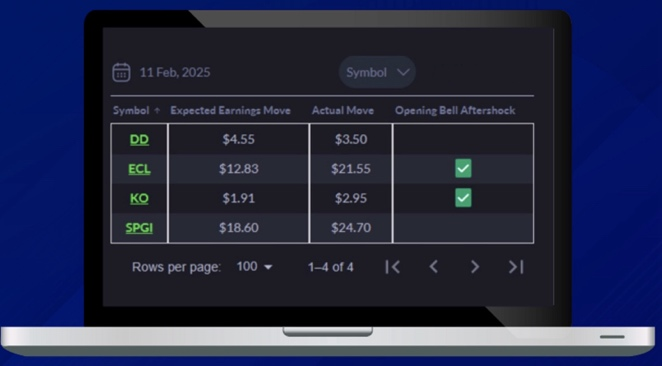 11 Feb, 2025 Symbol
Symbol ↑ Expected Earnings Move Actual Move Opening Bell Aftershock
DD $4.55 $3.50
ECL $12.83 $21.55 ✅
KO $1.91 $2.95 ✅
SPGI $18.60 $24.70
Rows per page: 100 1–4 of 4